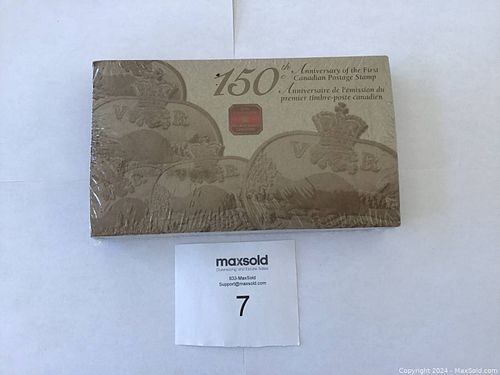 150th Anniversary of the First
Canadian Postage Stamp
e Anniversaire de l'émission du
premier timbre-poste canadien
V R
V R
maxsold
Downsizing and Estate Sales
833-MaxSold
Support@maxsold.com
7
Copyright 2024 - MaxSold.com